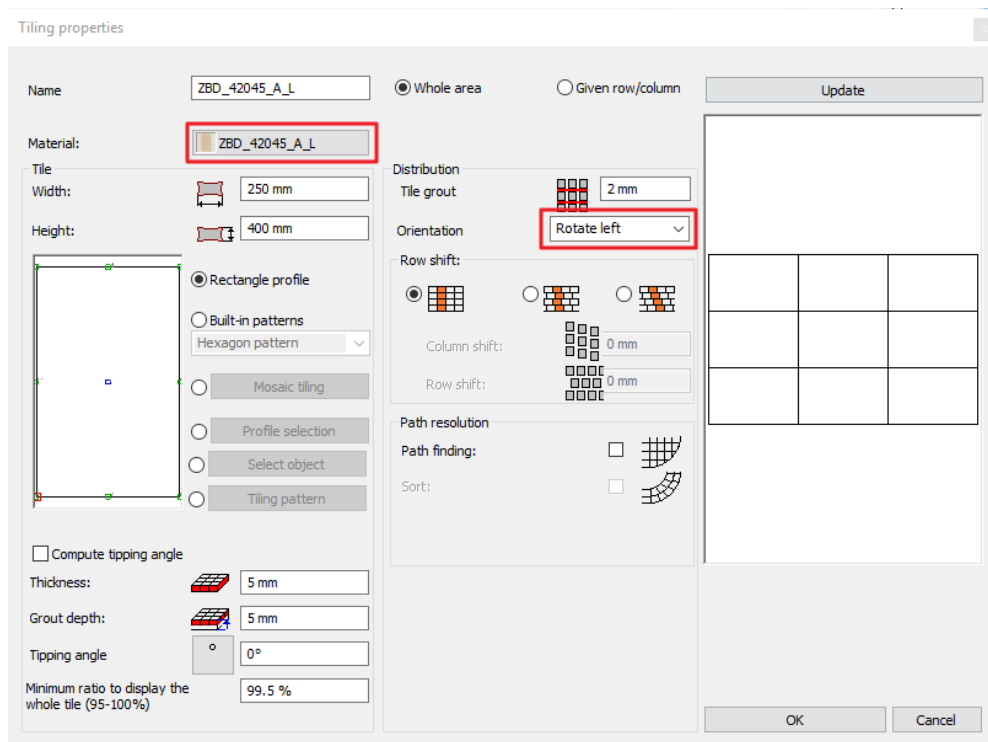 Tiling properties
Name
ZBD_42045_A_L
Whole area
Given row/column
Update
Material:
ZBD_42045_A_L
Tile
Width:
250 mm
Height:
400 mm
Rectangle profile
Built-in patterns
Hexagon pattern
Mosaic tiling
Profile selection
Select object
Tiling pattern
Compute tipping angle
Thickness:
5 mm
Grout depth:
5 mm
Tipping angle
°
0°
Minimum ratio to display the
whole tile (95-100%)
99.5 %
Distribution
Tile grout
2 mm
Orientation
Rotate left
Row shift:
Column shift:
0 mm
Row shift:
0 mm
Path resolution
Path finding:
Sort:
OK
Cancel